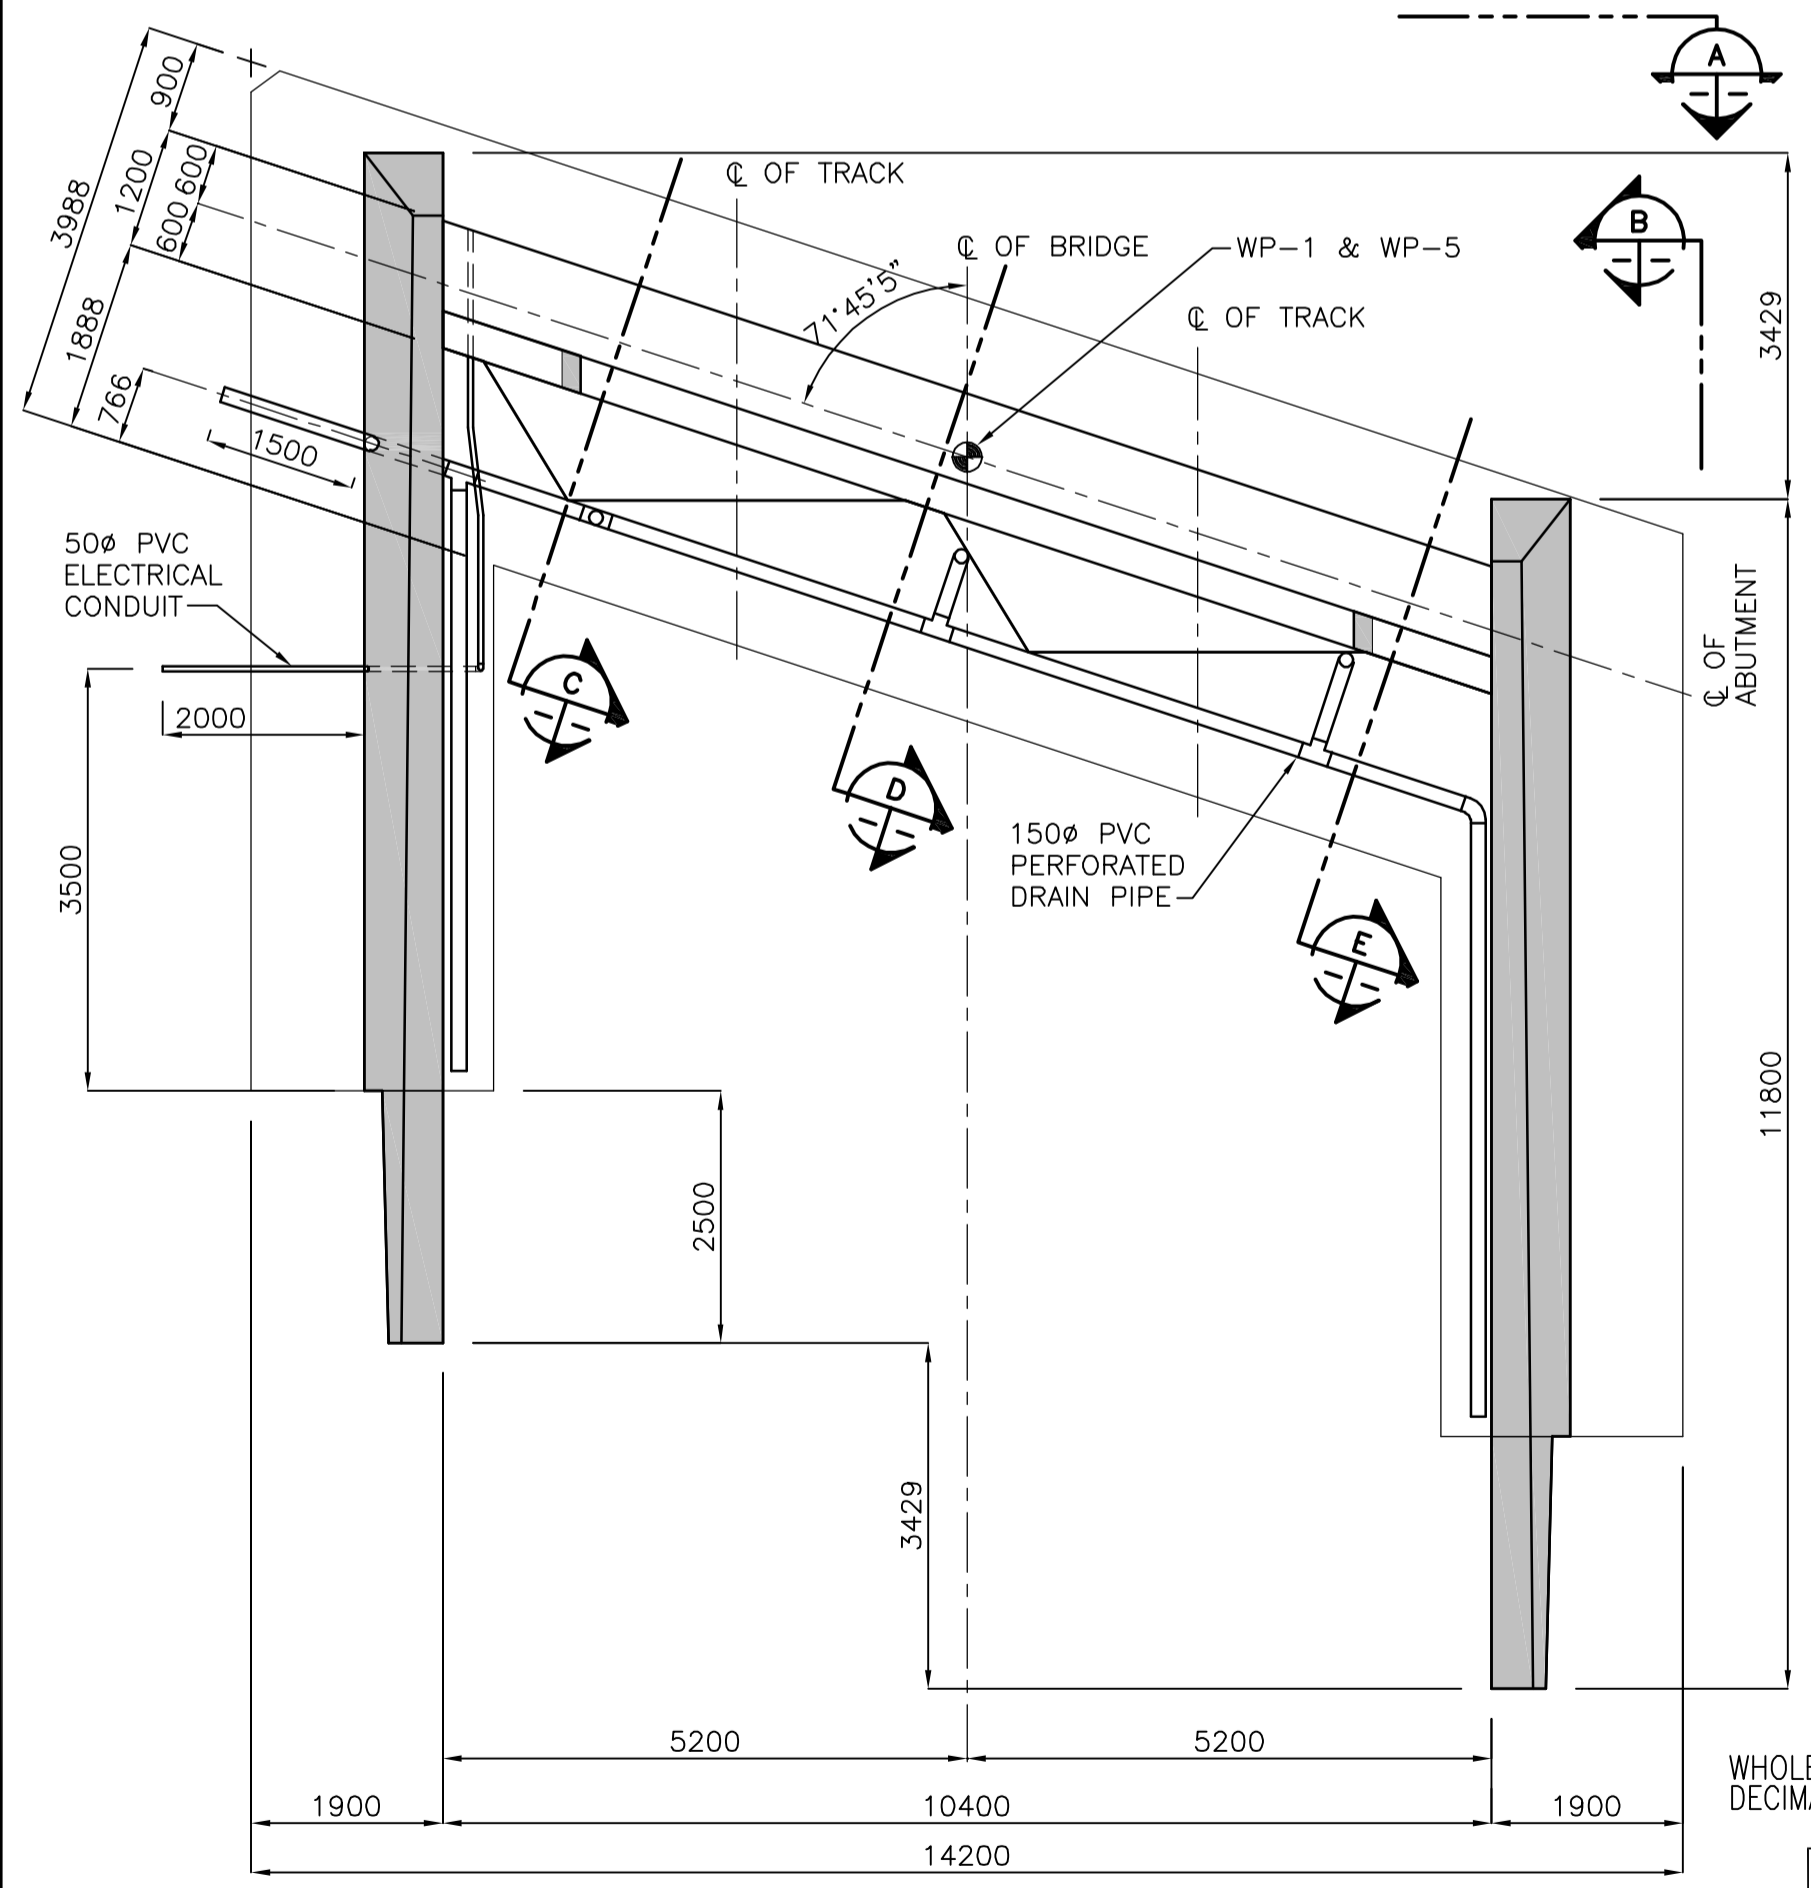 A
900
600
1200
600
3988
1888
766
1500
℄ OF TRACK
℄ OF BRIDGE
WP-1 & WP-5
B
71°45'5"
℄ OF TRACK
3429
50ø PVC
ELECTRICAL
CONDUIT
2000
3500
C
D
E
150ø PVC
PERFORATED
DRAIN PIPE
℄ OF
ABUTMENT
11800
2500
3429
5200
5200
1900
10400
1900
14200
WHOLE
DECIMA